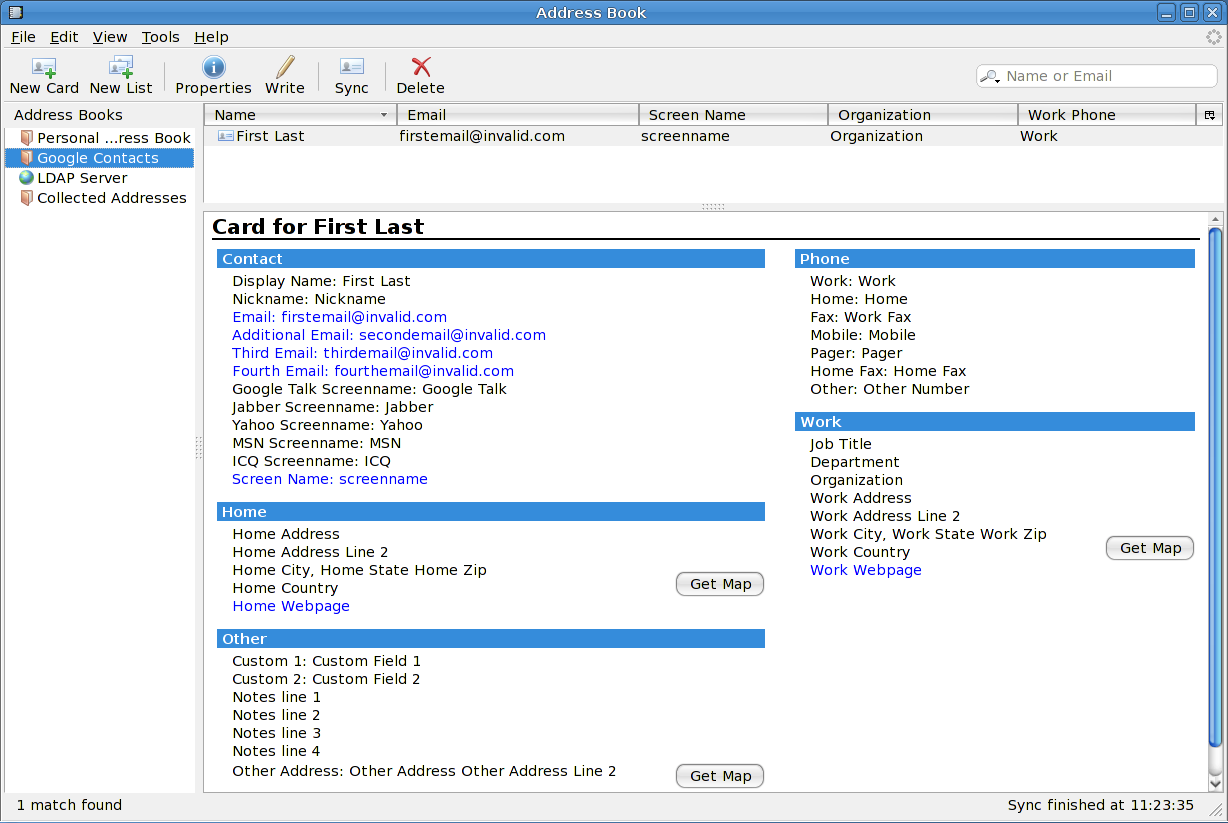 Address Book
File Edit View Tools Help
New Card New List Properties Write Sync Delete
Name or Email
Address Books
Personal ...ress Book
Google Contacts
LDAP Server
Collected Addresses
Name Email Screen Name Organization Work Phone
First Last firstemail@invalid.com screenname Organization Work
Card for First Last
Contact
Display Name: First Last
Nickname: Nickname
Email: firstemail@invalid.com
Additional Email: secondemail@invalid.com
Third Email: thirdemail@invalid.com
Fourth Email: fourthemail@invalid.com
Google Talk Screenname: Google Talk
Jabber Screenname: Jabber
Yahoo Screenname: Yahoo
MSN Screenname: MSN
ICQ Screenname: ICQ
Screen Name: screenname
Home
Home Address
Home Address Line 2
Home City, Home State Home Zip
Home Country
Home Webpage
Get Map
Other
Custom 1: Custom Field 1
Custom 2: Custom Field 2
Notes line 1
Notes line 2
Notes line 3
Notes line 4
Other Address: Other Address Other Address Line 2
Get Map
Phone
Work: Work
Home: Home
Fax: Work Fax
Mobile: Mobile
Pager: Pager
Home Fax: Home Fax
Other: Other Number
Work
Job Title
Department
Organization
Work Address
Work Address Line 2
Work City, Work State Work Zip
Work Country
Work Webpage
Get Map
1 match found
Sync finished at 11:23:35